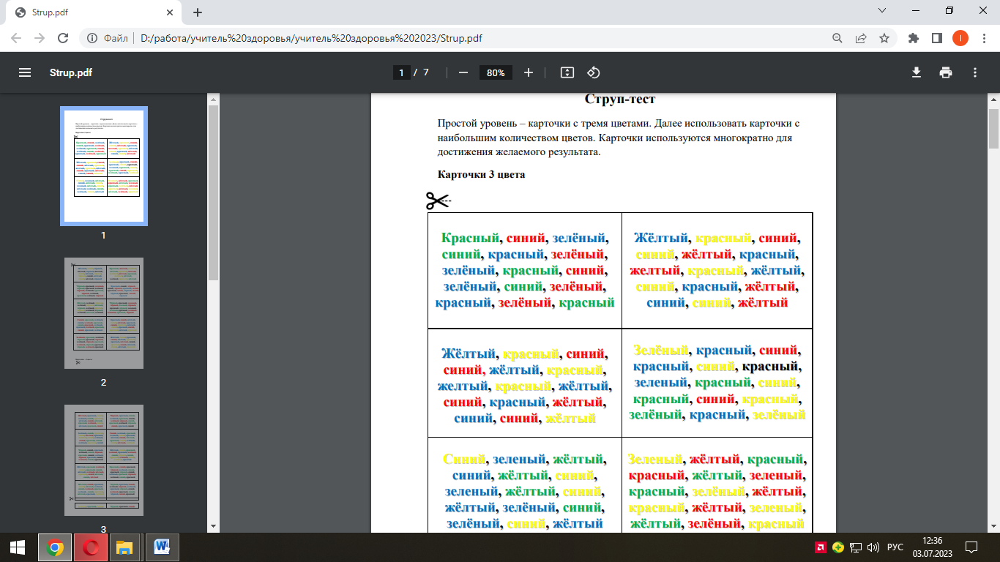 Strup.pdf
Файл
D:/работа/учитель%20здоровья/учитель%20здоровья%202023/Strup.pdf
I
Strup.pdf
1 / 7
80%
1
2
3
Струп-тест
Простой уровень – карточки с тремя цветами. Далее использовать карточки с
наибольшим количеством цветов. Карточки используются многократно для
достижения желаемого результата.
Карточки 3 цвета
Красный, синий, зелёный,
синий, красный, зелёный,
зелёный, красный, синий,
зелёный, синий, зелёный,
красный, зелёный, красный
Жёлтый, красный, синий,
синий, жёлтый, красный,
желтый, красный, жёлтый,
синий, красный, жёлтый,
синий, синий, жёлтый
Жёлтый, красный, синий,
синий, жёлтый, красный,
желтый, красный, жёлтый,
синий, красный, жёлтый,
синий, синий, жёлтый
Зелёный, красный, синий,
красный, синий, красный,
зеленый, красный, синий,
красный, синий, красный,
зелёный, красный, зелёный
Синий, зеленый, жёлтый,
синий, жёлтый, синий,
зеленый, жёлтый, синий,
жёлтый, зелёный, синий,
зелёный, синий, жёлтый
Зеленый, жёлтый, красный,
красный, жёлтый, зеленый,
красный, зелёный, жёлтый,
красный, жёлтый, зеленый,
жёлтый, зелёный, красный
РУС
12:36
03.07.2023